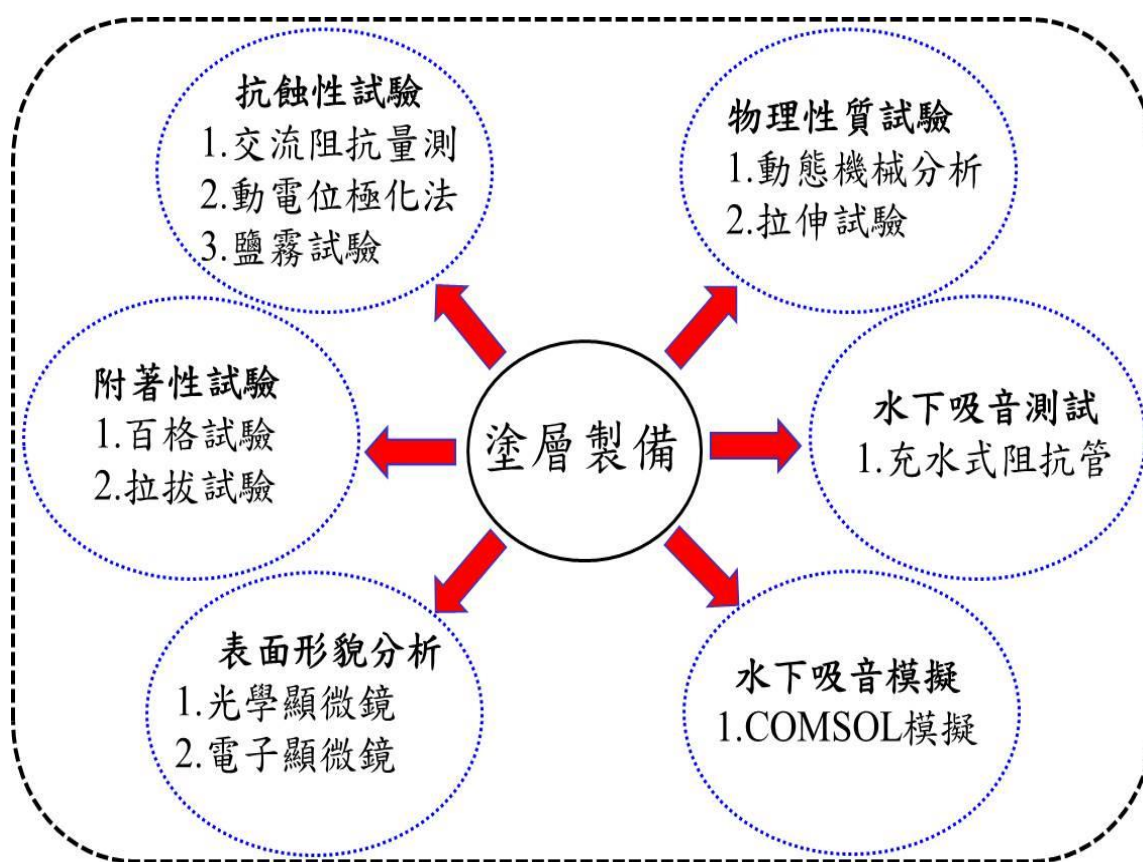 抗蝕性試驗
1.交流阻抗量測
2.動電位極化法
3.鹽霧試驗
物理性質試驗
1.動態機械分析
2.拉伸試驗
附著性試驗
1.百格試驗
2.拉拔試驗
塗層製備
水下吸音測試
1.充水式阻抗管
表面形貌分析
1.光學顯微鏡
2.電子顯微鏡
水下吸音模擬
1.COMSOL模擬